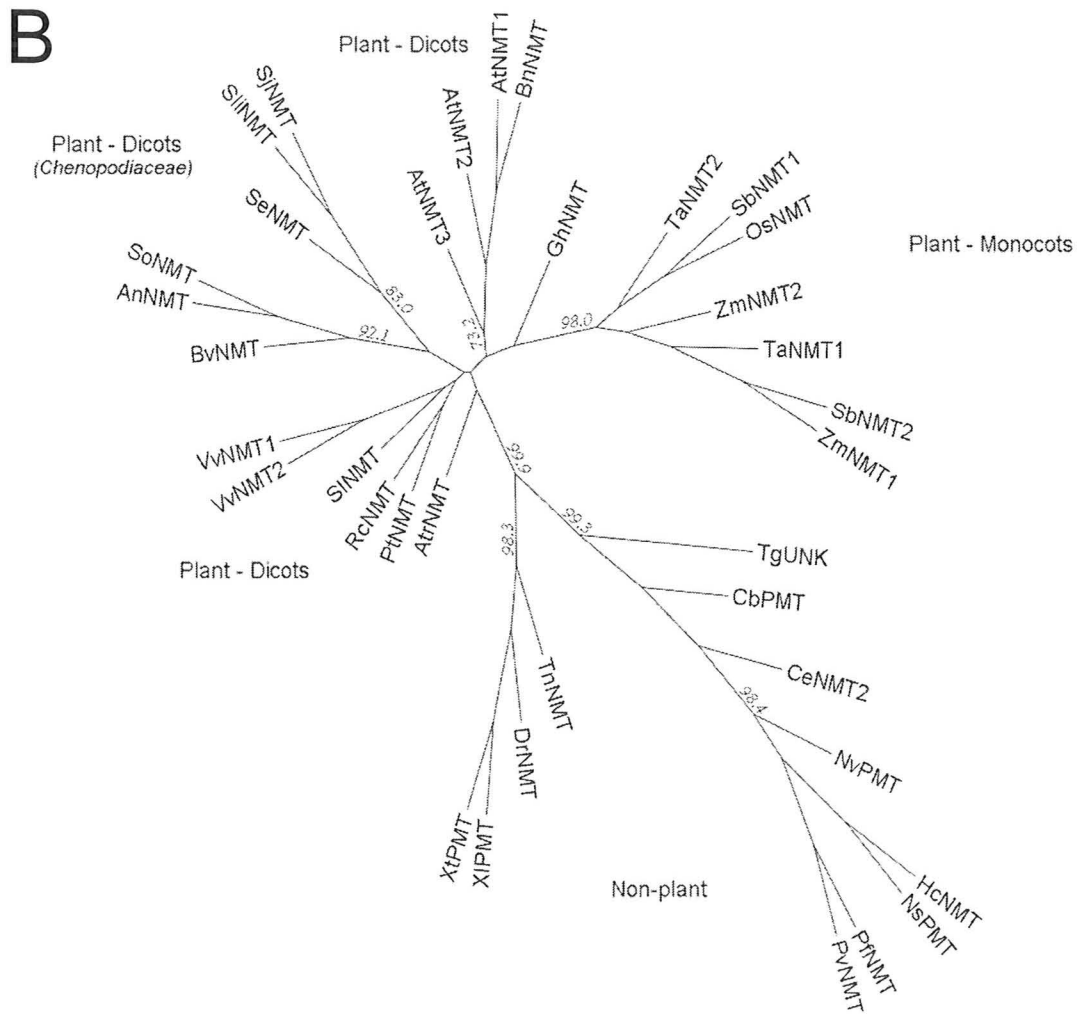 B
Plant - Dicots
AtNMT1
BnNMT
AtNMT2
AtNMT3
GhNMT
SjNMT
SliNMT
Plant - Dicots
(Chenopodiaceae)
SeNMT
SoNMT
AnNMT
BvNMT
83.0
92.1
73.3
98.0
TaNMT2
SbNMT1
OsNMT
Plant - Monocots
ZmNMT2
TaNMT1
SbNMT2
ZmNMT1
VvNMT1
VvNMT2
SlNMT
RcNMT
PtNMT
AtrNMT
Plant - Dicots
99.9
99.3
98.3
TgUNK
CbPMT
CeNMT2
98.4
NvPMT
TnNMT
DrNMT
XtPMT
XlPMT
Non-plant
HcNMT
NsPMT
PfNMT
PvNMT